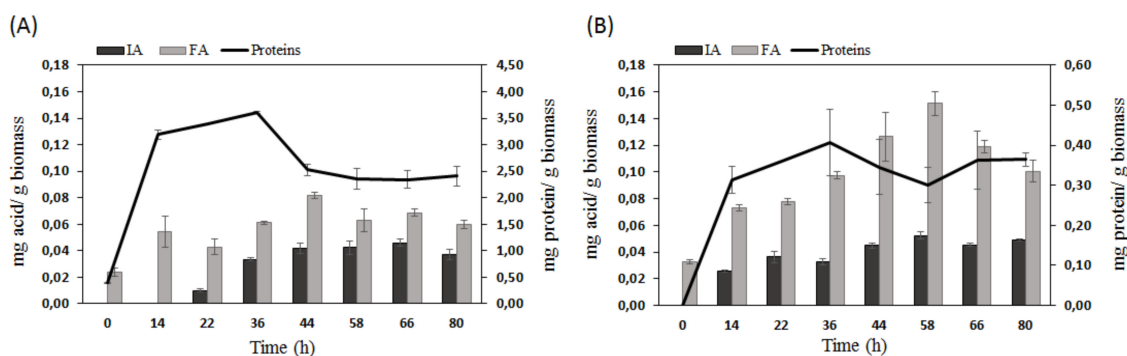 (A)
IA FA Proteins
0,18 4,50
0,16 4,00
0,14 3,50
0,12 3,00
0,10 2,50
0,08 2,00
0,06 1,50
0,04 1,00
0,02 0,50
0,00 0,00
mg acid/ g biomass
mg protein/ g biomass
0 14 22 36 44 58 66 80
Time (h)
(B)
IA FA Proteins
0,18 0,60
0,16
0,14 0,50
0,12 0,40
0,10
0,08 0,30
0,06 0,20
0,04
0,02 0,10
0,00 0,00
mg acid/ g biomass
mg protein/ g biomass
0 14 22 36 44 58 66 80
Time (h)